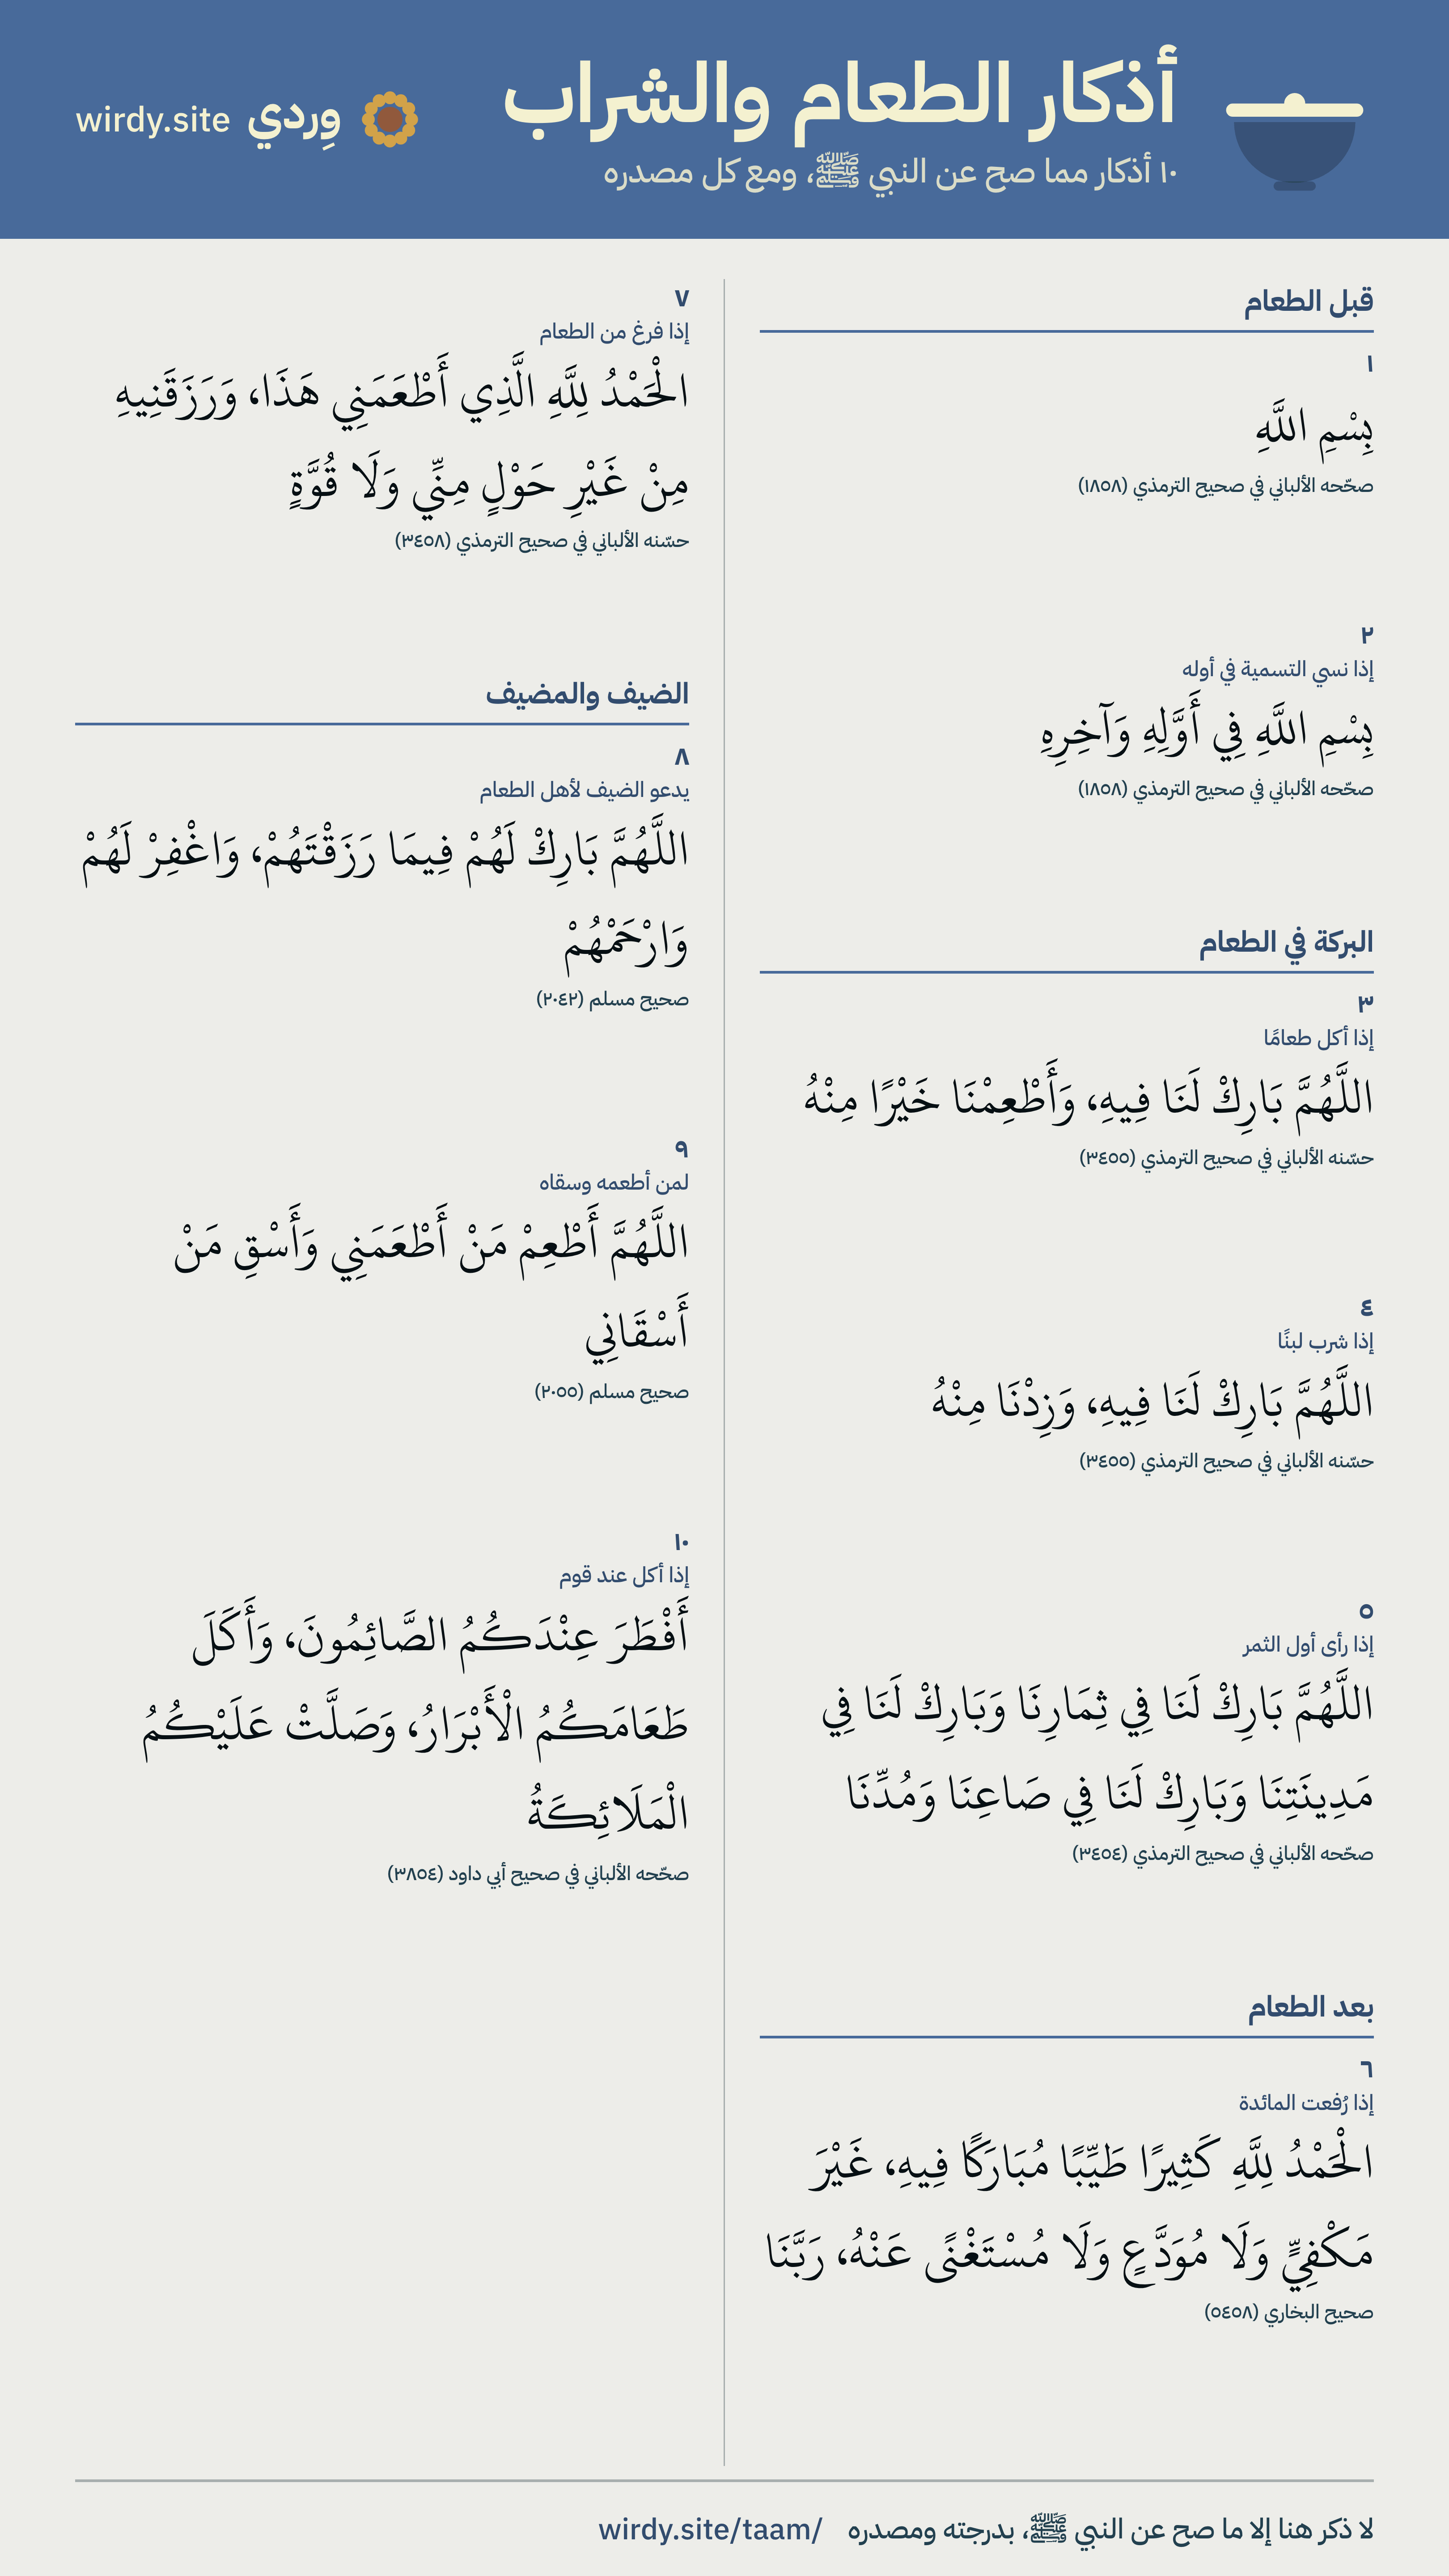 أذكار الطعام والشراب
١٠ أذكار مما صح عن النبي ﷺ، ومع كل مصدره
وِردي wirdy.site
قبل الطعام
١
بِسْمِ اللَّهِ
صحّحه الألباني في صحيح الترمذي (١٨٥٨)
٢
إذا نسي التسمية في أوله
بِسْمِ اللَّهِ فِي أَوَّلِهِ وَآخِرِهِ
صحّحه الألباني في صحيح الترمذي (١٨٥٨)
البركة في الطعام
٣
إذا أكل طعامًا
اللَّهُمَّ بَارِكْ لَنَا فِيهِ، وَأَطْعِمْنَا خَيْرًا مِنْهُ
حسّنه الألباني في صحيح الترمذي (٣٤٥٥)
٤
إذا شرب لبنًا
اللَّهُمَّ بَارِكْ لَنَا فِيهِ، وَزِدْنَا مِنْهُ
حسّنه الألباني في صحيح الترمذي (٣٤٥٥)
٥
إذا رأى أول الثمر
اللَّهُمَّ بَارِكْ لَنَا فِي ثِمَارِنَا وَبَارِكْ لَنَا فِي
مَدِينَتِنَا وَبَارِكْ لَنَا فِي صَاعِنَا وَمُدِّنَا
صحّحه الألباني في صحيح الترمذي (٣٤٥٤)
بعد الطعام
٦
إذا رُفعت المائدة
الْحَمْدُ لِلَّهِ كَثِيرًا طَيِّبًا مُبَارَكًا فِيهِ، غَيْرَ
مَكْفِيٍّ وَلَا مُوَدَّعٍ وَلَا مُسْتَغْنًى عَنْهُ، رَبَّنَا
صحيح البخاري (٥٤٥٨)
٧
إذا فرغ من الطعام
الْحَمْدُ لِلَّهِ الَّذِي أَطْعَمَنِي هَذَا، وَرَزَقَنِيهِ
مِنْ غَيْرِ حَوْلٍ مِنِّي وَلَا قُوَّةٍ
حسّنه الألباني في صحيح الترمذي (٣٤٥٨)
الضيف والمضيف
٨
يدعو الضيف لأهل الطعام
اللَّهُمَّ بَارِكْ لَهُمْ فِيمَا رَزَقْتَهُمْ، وَاغْفِرْ لَهُمْ
وَارْحَمْهُمْ
صحيح مسلم (٢٠٤٢)
٩
لمن أطعمه وسقاه
اللَّهُمَّ أَطْعِمْ مَنْ أَطْعَمَنِي وَأَسْقِ مَنْ
أَسْقَانِي
صحيح مسلم (٢٠٥٥)
١٠
إذا أكل عند قوم
أَفْطَرَ عِنْدَكُمُ الصَّائِمُونَ، وَأَكَلَ
طَعَامَكُمُ الْأَبْرَارُ، وَصَلَّتْ عَلَيْكُمُ
الْمَلَائِكَةُ
صحّحه الألباني في صحيح أبي داود (٣٨٥٤)
لا ذكر هنا إلا ما صح عن النبي ﷺ، بدرجته ومصدره wirdy.site/taam/